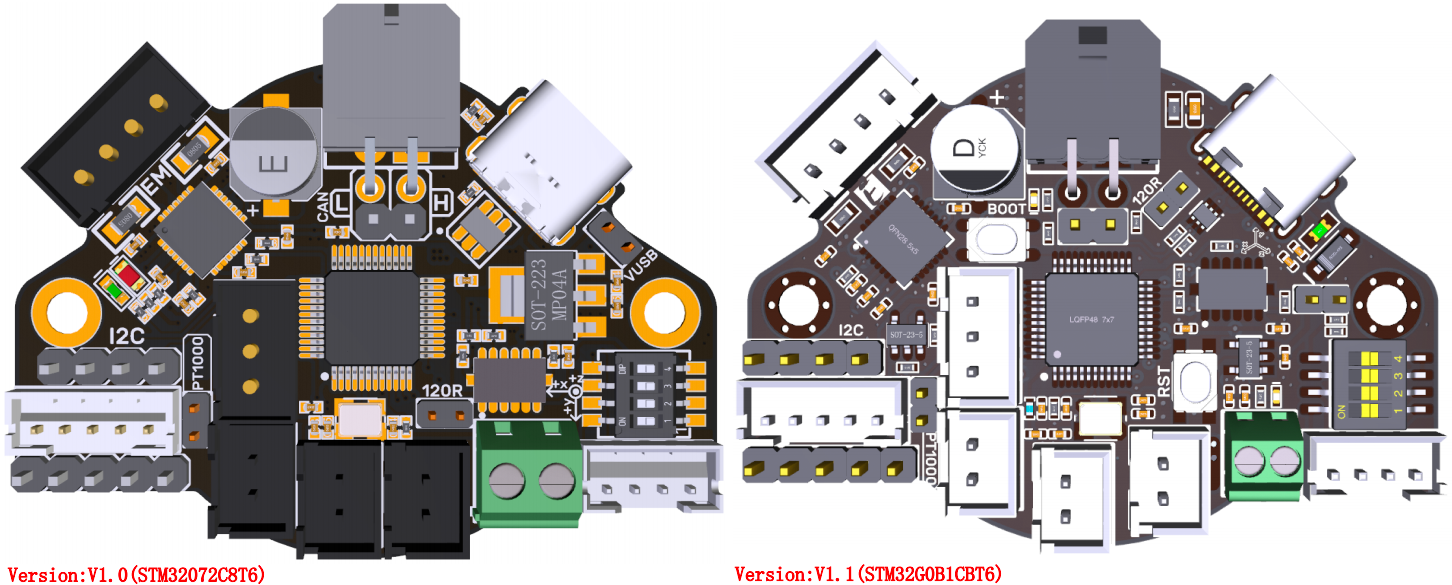 E
EMI
CAN
L
H
VUSB
SOT-223
MP04A
I2C
PT1000
120R
+x
+z
+Y
DIP
ON
1
2
3
4
Version:V1.0(STM32072C8T6)
D
YCK
BOOT
120R
QFN28 5x5
LQFP48 7x7
I2C
SOT-23-6
SOT-23-5
RST
PT1000
ON
1
2
3
4
Version:V1.1(STM32G0B1CBT6)